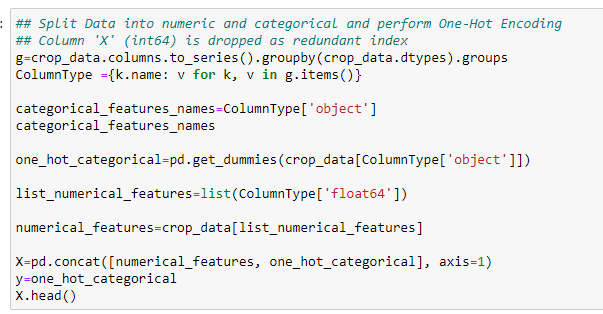 : ## Split Data into numeric and categorical and perform One-Hot Encoding
## Column 'X' (int64) is dropped as redundant index
g=crop_data.columns.to_series().groupby(crop_data.dtypes).groups
ColumnType ={k.name: v for k, v in g.items()}
categorical_features_names=ColumnType['object']
categorical_features_names
one_hot_categorical=pd.get_dummies(crop_data[ColumnType['object']])
list_numerical_features=list(ColumnType['float64'])
numerical_features=crop_data[list_numerical_features]
X=pd.concat([numerical_features, one_hot_categorical], axis=1)
y=one_hot_categorical
X.head()